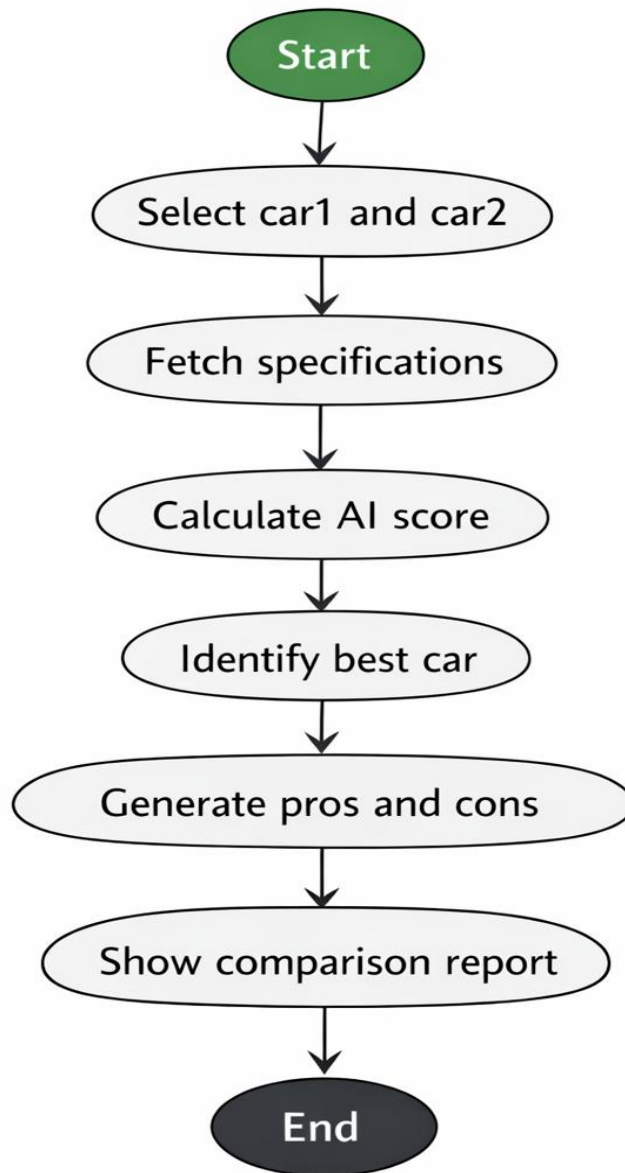 Start
Select car1 and car2
Fetch specifications
Calculate AI score
Identify best car
Generate pros and cons
Show comparison report
End